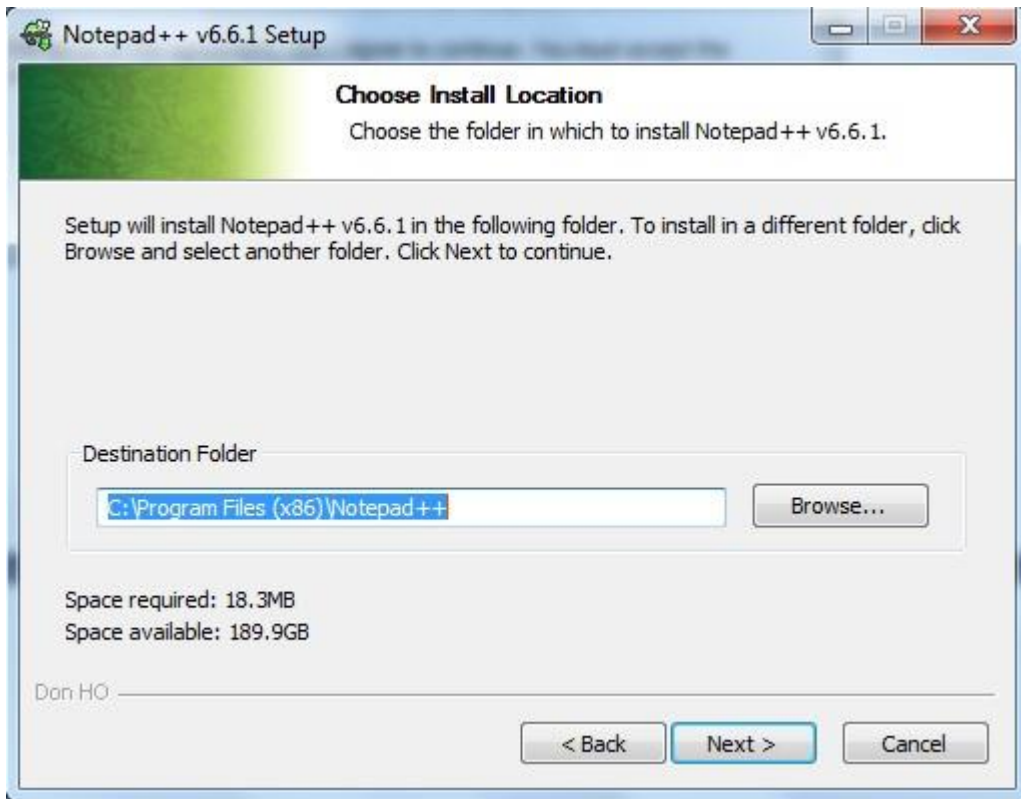 Notepad++ v6.6.1 Setup
Choose Install Location
Choose the folder in which to install Notepad++ v6.6.1.
Setup will install Notepad++ v6.6.1 in the following folder. To install in a different folder, click
Browse and select another folder. Click Next to continue.
Destination Folder
C:\Program Files (x86)\Notepad++
Browse...
Space required: 18.3MB
Space available: 189.9GB
Don HO
< Back
Next >
Cancel